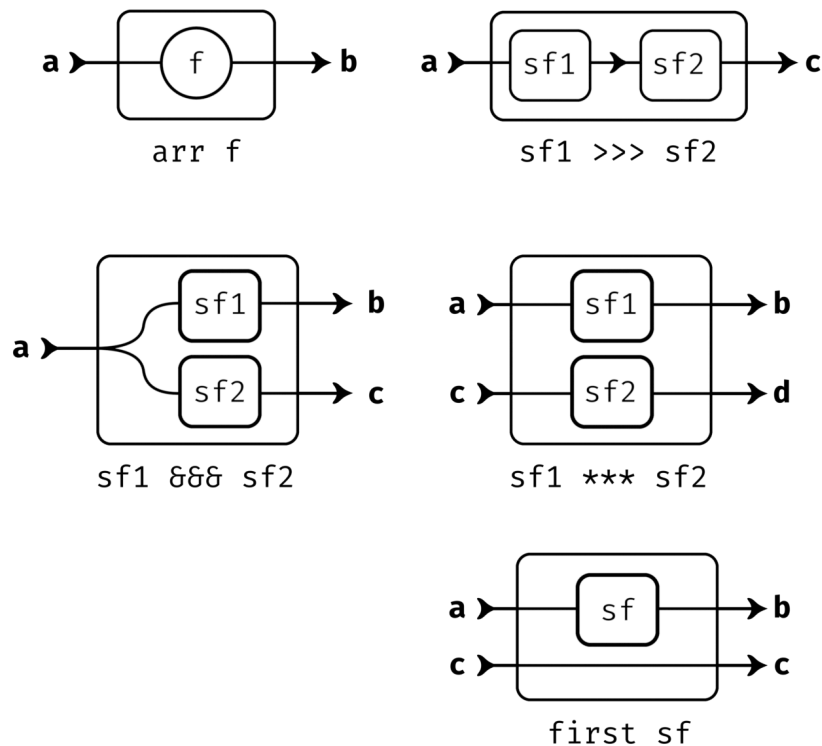 a f b
arr f
a sf1 sf2 c
sf1 >>> sf2
a sf1 b
sf2 c
sf1 &&& sf2
a sf1 b
c sf2 d
sf1 *** sf2
a sf b
c c
first sf